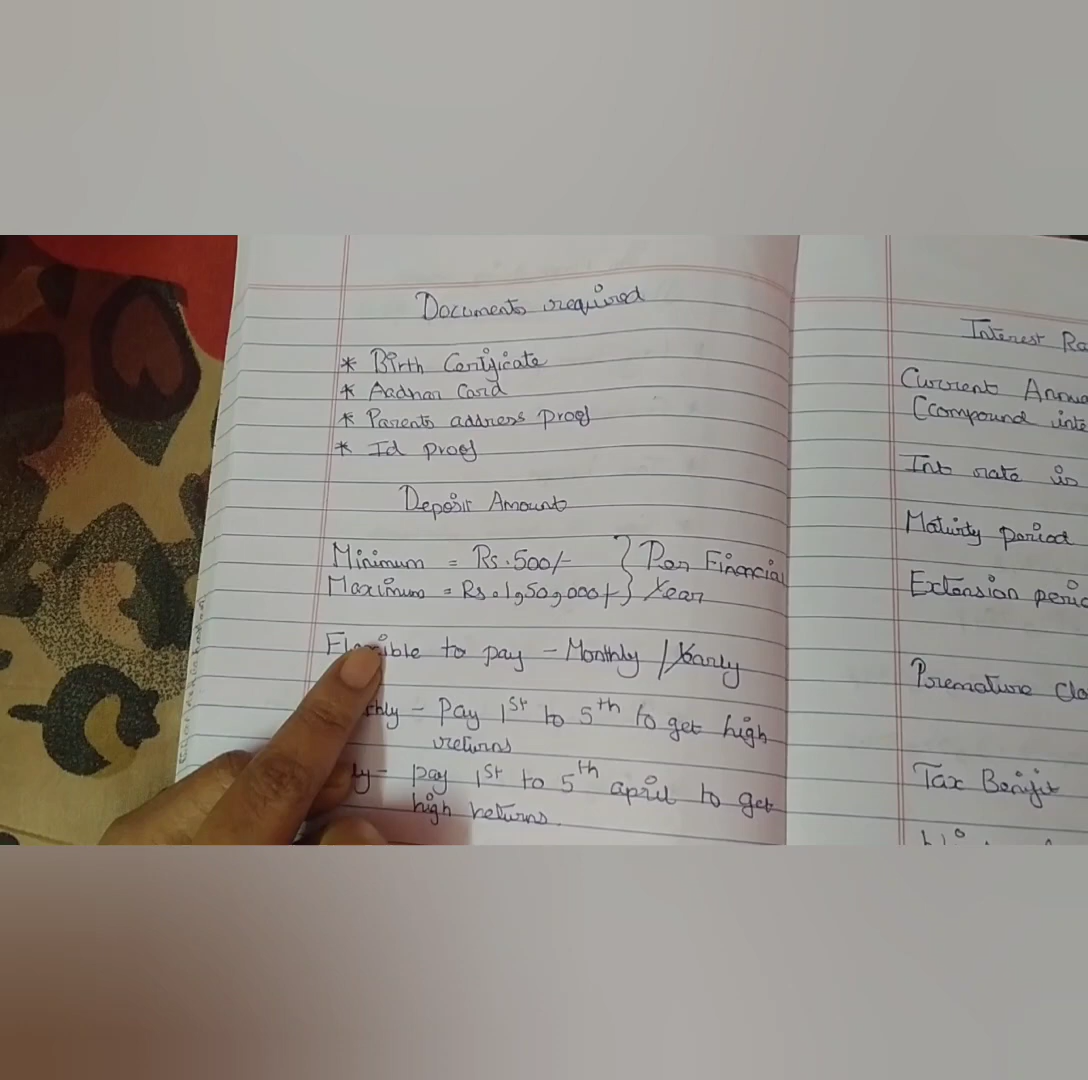 Documents required
* Birth Certificate
* Aadhar Card
* Parents address proof
* Id proof
Deposit Amount
Minimum = Rs.500/- } Per Financial
Maximum = Rs.1,50,000/- } Year
to pay - Monthly / Yearly
- Pay 1st to 5th to get high
returns
- pay 1st to 5th april to get
high returns.
Interest Ra
Current Annua
(Compound inte
Int rate is
Maturity period
Extension perio
Premature Clo
Tax Benifit